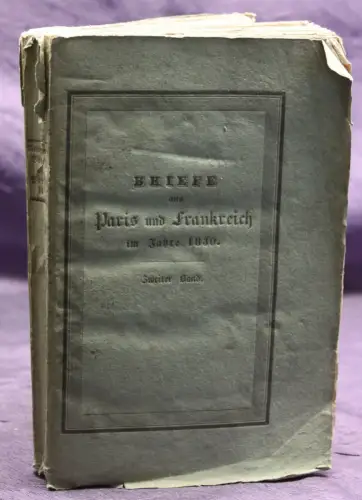 BRIEFE
aus
Paris und Frankreich
im Jahre 1830.
Zweiter Band.